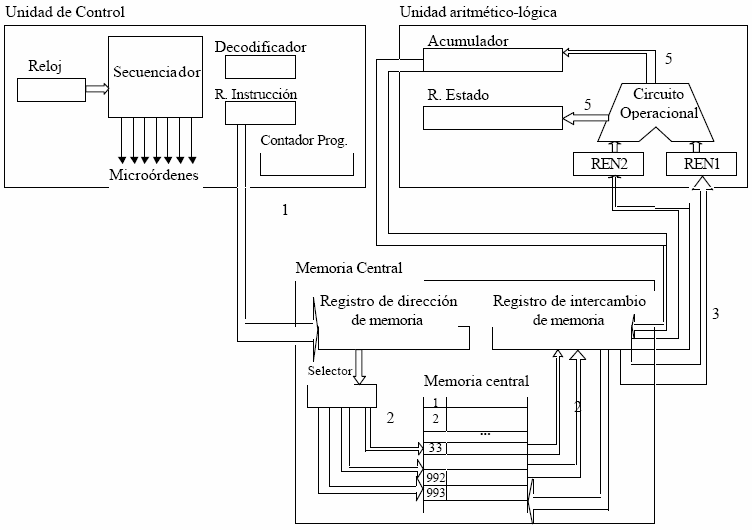 Unidad de Control
Unidad aritmético-lógica
Reloj
Secuenciador
Decodificador
R. Instrucción
Contador Prog.
Microórdenes
Acumulador
R. Estado
5
5
Circuito
Operacional
REN2
REN1
1
Memoria Central
Registro de dirección
de memoria
Registro de intercambio
de memoria
3
Selector
2
Memoria central
1
2
...
33
992
993
2